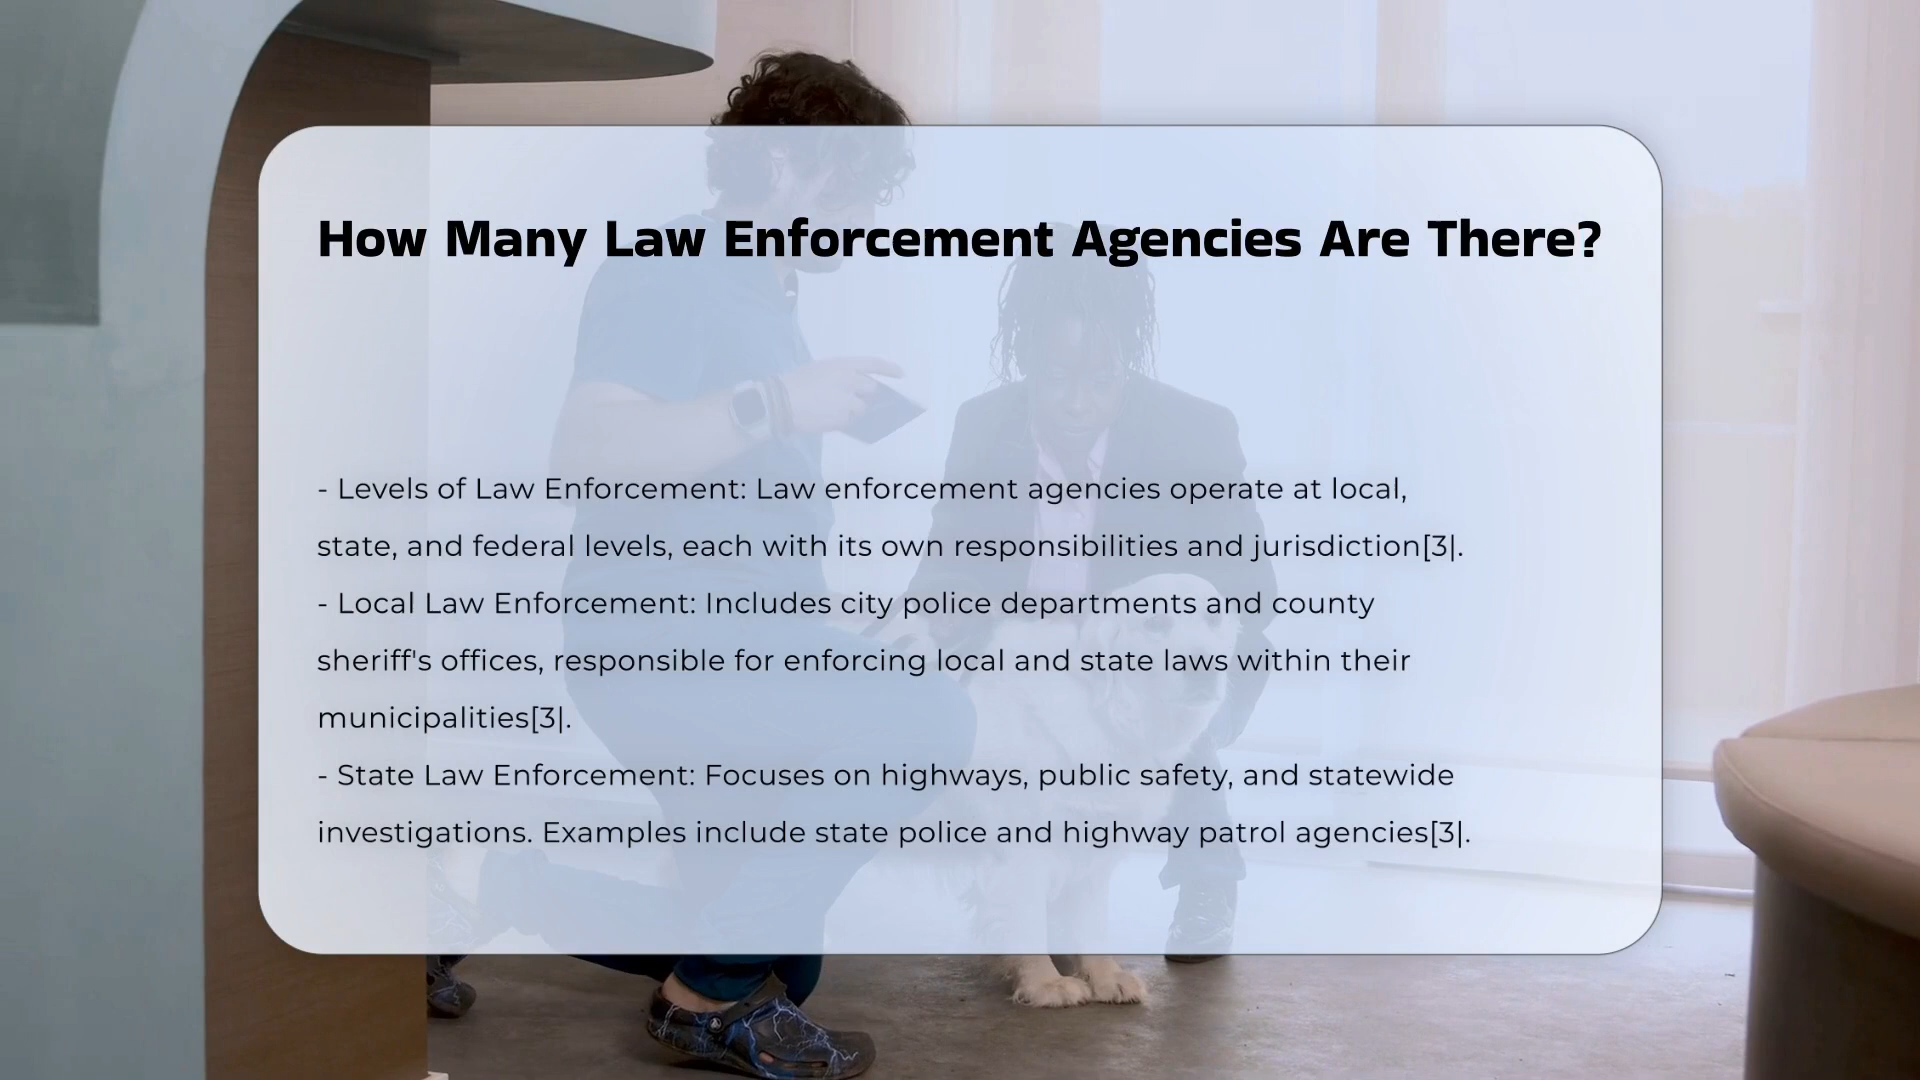 How Many Law Enforcement Agencies Are There?
- Levels of Law Enforcement: Law enforcement agencies operate at local,
state, and federal levels, each with its own responsibilities and jurisdiction[3|.
- Local Law Enforcement: Includes city police departments and county
sheriff's offices, responsible for enforcing local and state laws within their
municipalities[3|.
- State Law Enforcement: Focuses on highways, public safety, and statewide
investigations. Examples include state police and highway patrol agencies[3|.